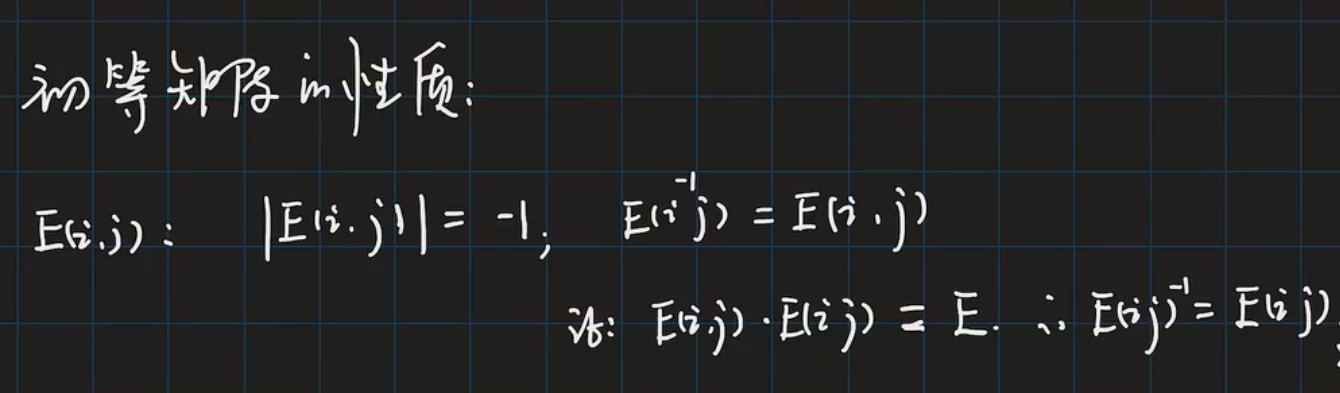 初等矩阵的性质:
E(i,j): |E(i.j)| = -1; E(i j)⁻¹ = E(i,j)
证: E(i,j)·E(i j) = E. ∴ E(i j)⁻¹ = E(i j)